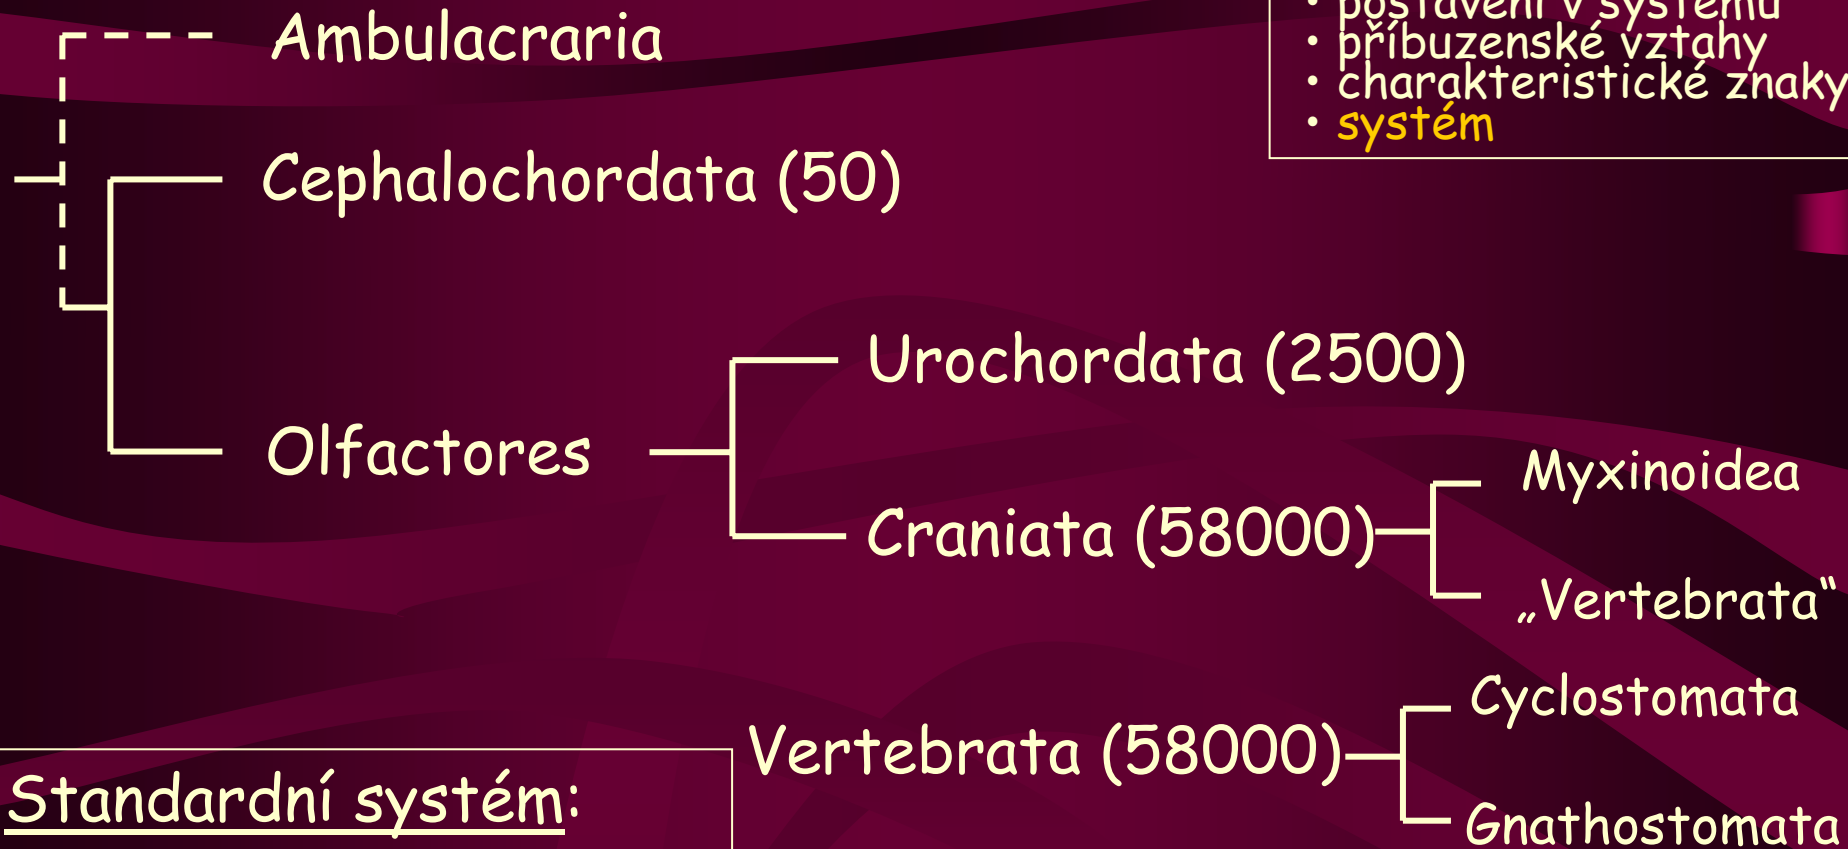 Ambulacraria
• postavení v systému
• příbuzenské vztahy
• charakteristické znaky
• systém
Cephalochordata (50)
Urochordata (2500)
Olfactores
Myxinoidea
Craniata (58000)
„Vertebrata“
Cyclostomata
Vertebrata (58000)
Standardní systém:
Gnathostomata